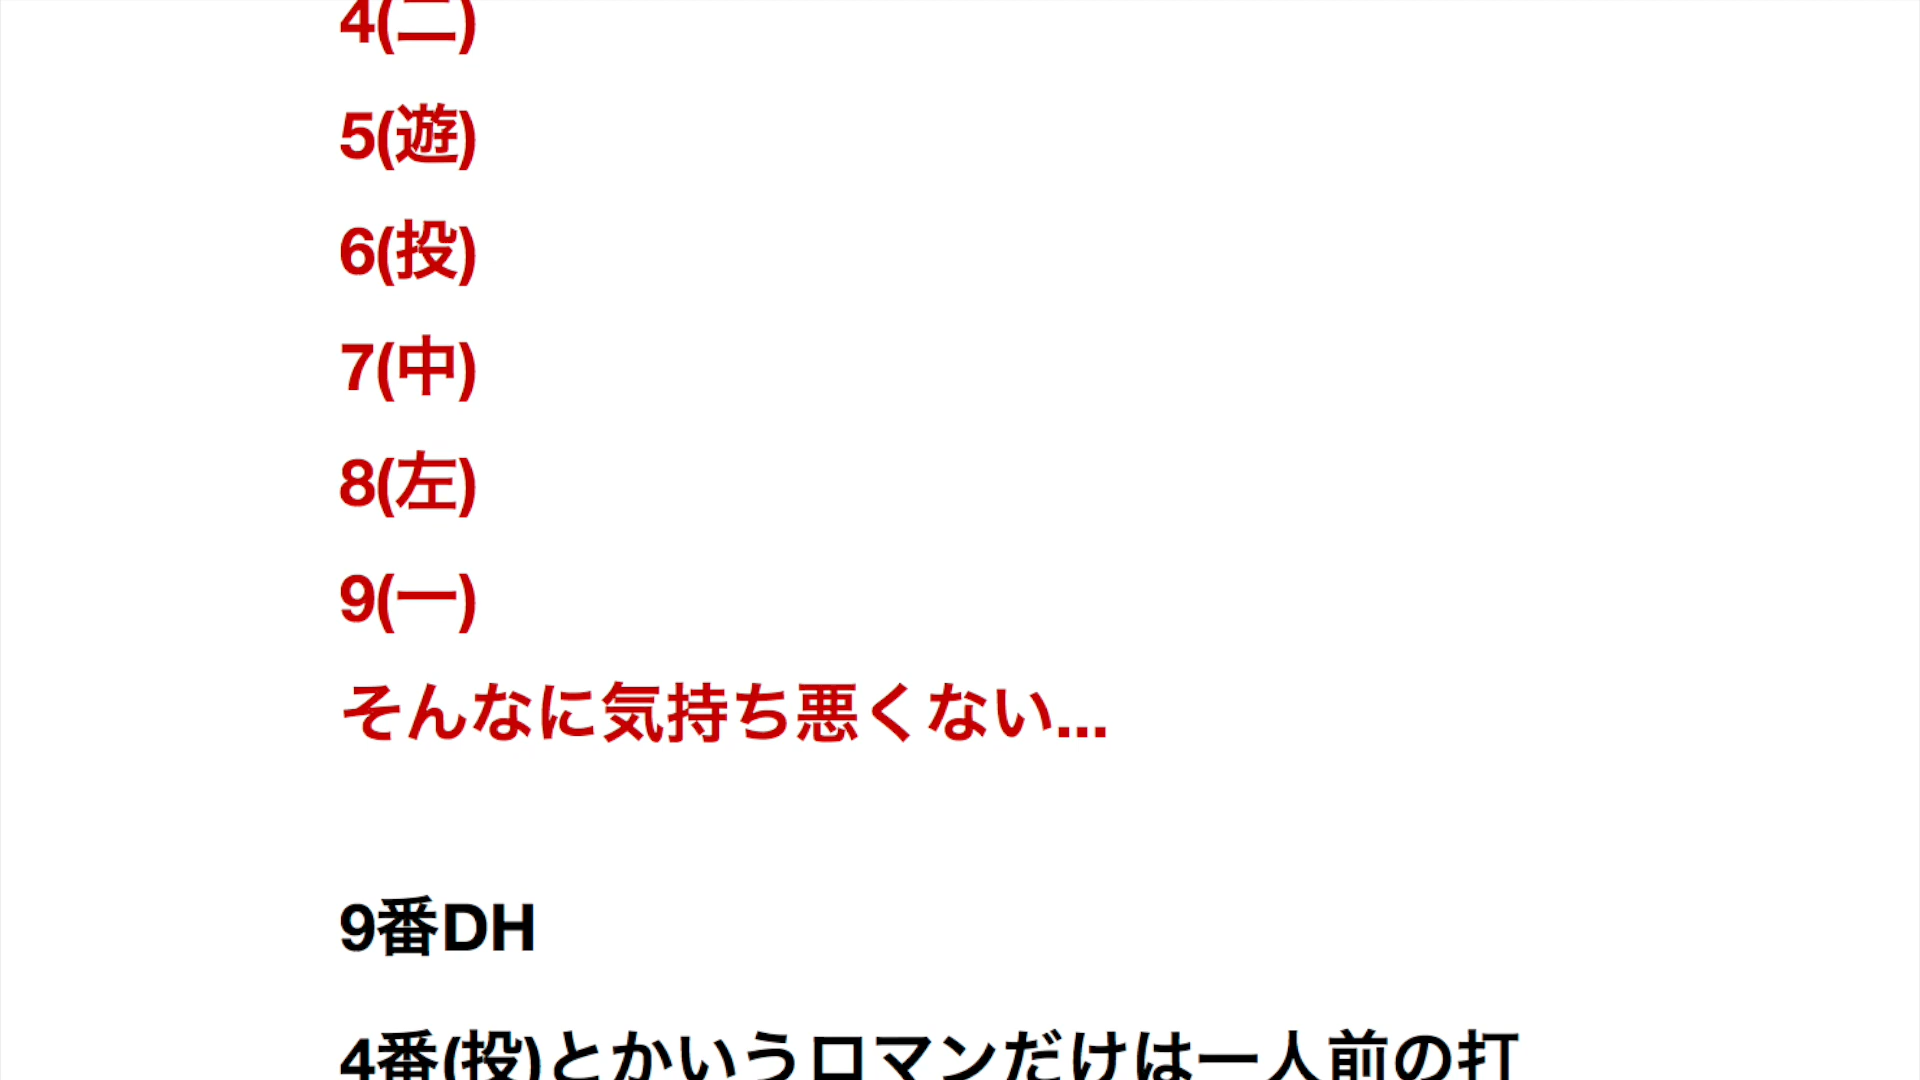 4(二)
5(遊)
6(投)
7(中)
8(左)
9(一)
そんなに気持ち悪くない...
9番DH
4番(投)とかいうロマンだけは一人前の打